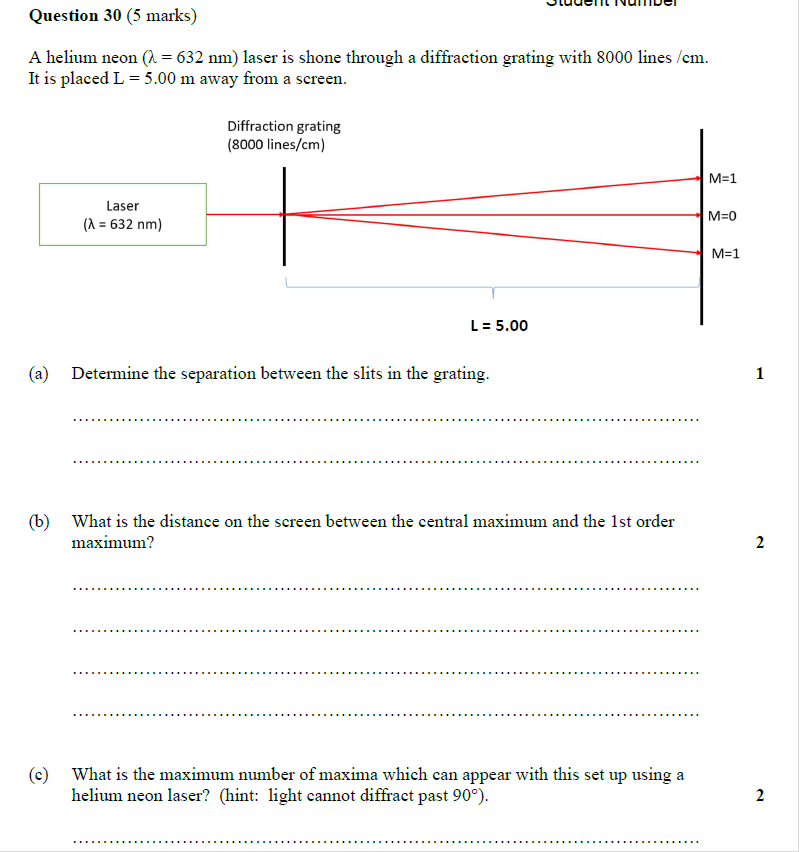 Student Number
Question 30 (5 marks)
A helium neon (λ = 632 nm) laser is shone through a diffraction grating with 8000 lines /cm.
It is placed L = 5.00 m away from a screen.
Diffraction grating
(8000 lines/cm)
M=1
Laser
(λ = 632 nm)
M=0
M=1
L = 5.00
(a) Determine the separation between the slits in the grating. 1
(b) What is the distance on the screen between the central maximum and the 1st order
maximum? 2
(c) What is the maximum number of maxima which can appear with this set up using a
helium neon laser? (hint: light cannot diffract past 90°). 2